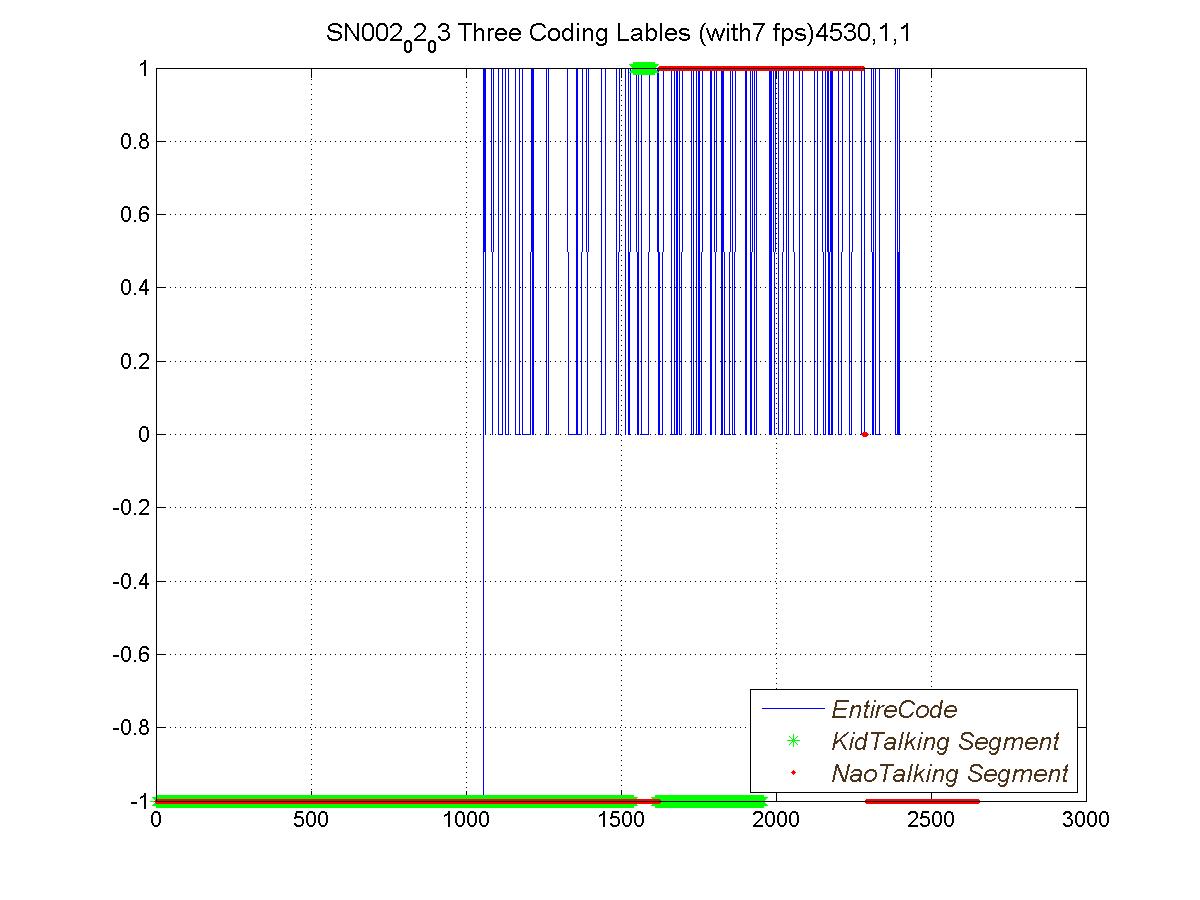 SN002₀2₀3 Three Coding Lables (with7 fps)4530,1,1
1
0.8
0.6
0.4
0.2
0
-0.2
-0.4
-0.6
-0.8
-1
EntireCode
KidTalking Segment
NaoTalking Segment
0 500 1000 1500 2000 2500 3000